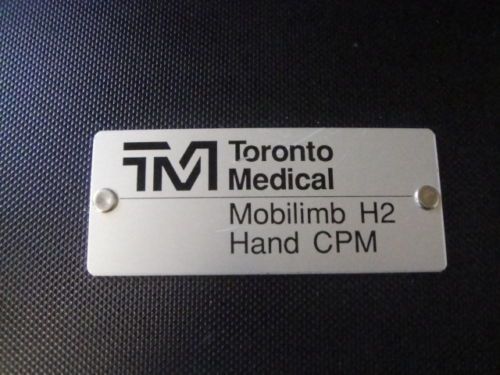 TM Toronto
Medical
Mobilimb H2
Hand CPM